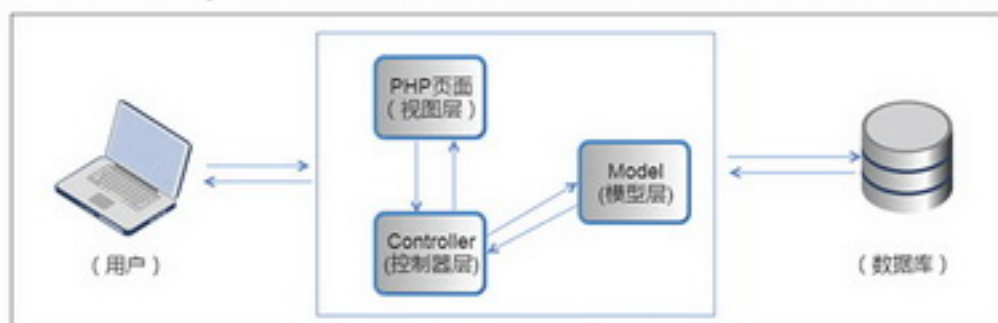 PHP页面
（视图层）
Model
(模型层)
Controller
(控制器层)
（用户）
（数据库）